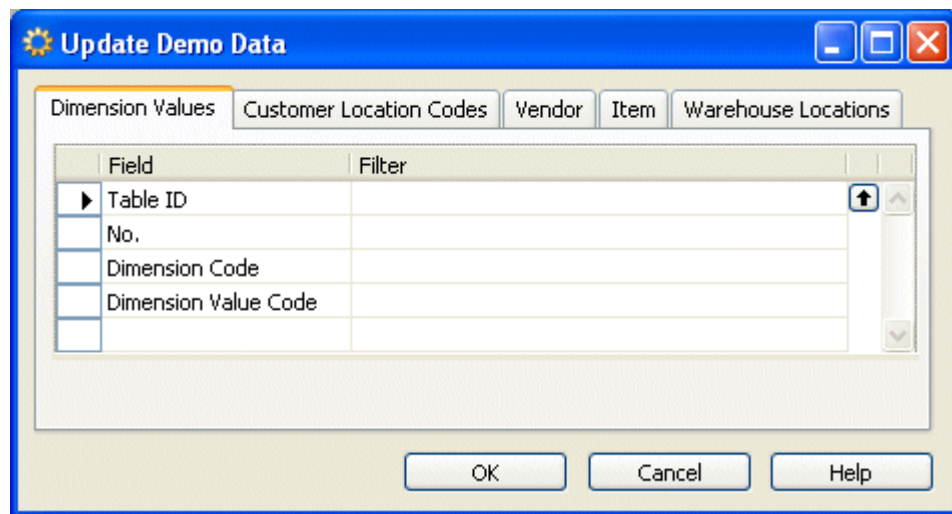 Update Demo Data
Dimension Values Customer Location Codes Vendor Item Warehouse Locations
Field Filter
Table ID
No.
Dimension Code
Dimension Value Code
OK Cancel Help